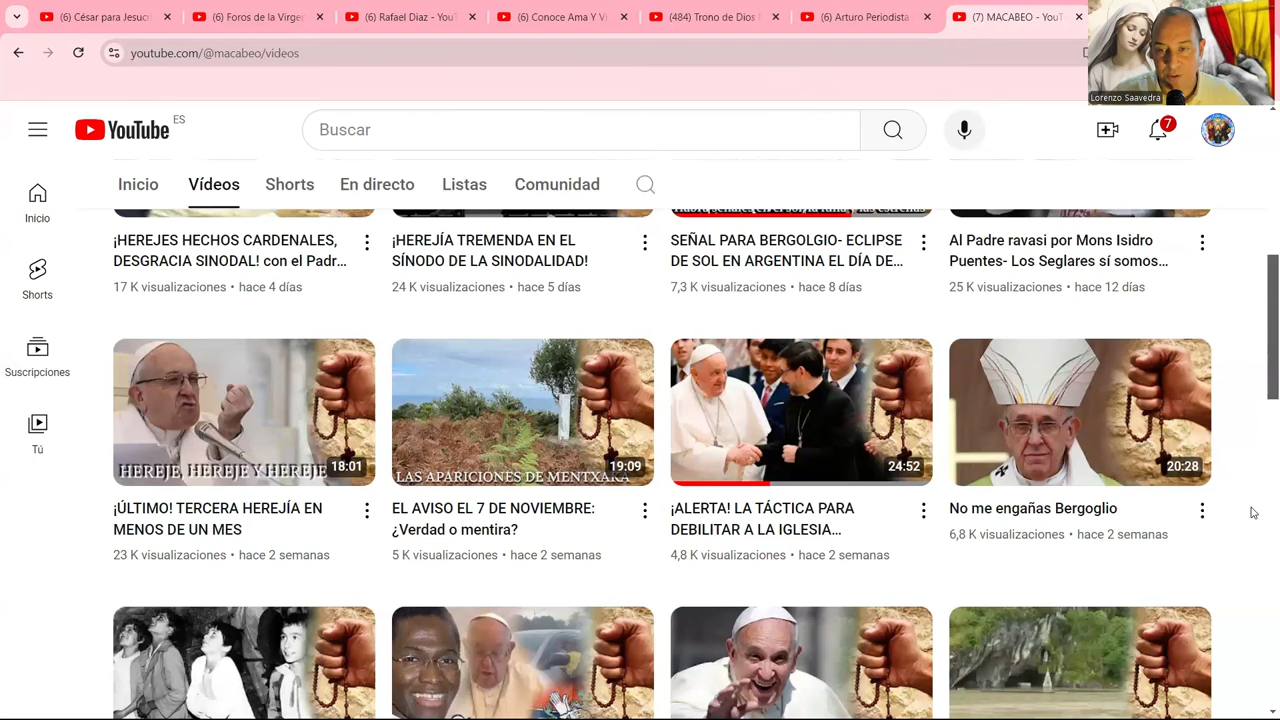 (6) César para Jesucr
(6) Foros de la Virge
(6) Rafael Diaz - YouT
(6) Conoce Ama Y Vi
(484) Trono de Dios
(6) Arturo Periodista
(7) MACABEO - YouT
youtube.com/@macabeo/videos
Lorenzo Saavedra
YouTube
ES
Buscar
7
Inicio
Vídeos
Shorts
En directo
Listas
Comunidad
Inicio
Shorts
Suscripciones
Tú
¡HEREJES HECHOS CARDENALES,
DESGRACIA SINODAL! con el Padr...
17 K visualizaciones • hace 4 días
¡HEREJÍA TREMENDA EN EL
SÍNODO DE LA SINODALIDAD!
24 K visualizaciones • hace 5 días
SEÑAL PARA BERGOLGIO- ECLIPSE
DE SOL EN ARGENTINA EL DÍA DE...
7,3 K visualizaciones • hace 8 días
Al Padre ravasi por Mons Isidro
Puentes- Los Seglares sí somos...
25 K visualizaciones • hace 12 días
HEREJE, HEREJE Y HEREJE
18:01
¡ÚLTIMO! TERCERA HEREJÍA EN
MENOS DE UN MES
23 K visualizaciones • hace 2 semanas
LAS APARICIONES DE MENTXAKA
19:09
EL AVISO EL 7 DE NOVIEMBRE:
¿Verdad o mentira?
5 K visualizaciones • hace 2 semanas
24:52
¡ALERTA! LA TÁCTICA PARA
DEBILITAR A LA IGLESIA...
4,8 K visualizaciones • hace 2 semanas
20:28
No me engañas Bergoglio
6,8 K visualizaciones • hace 2 semanas